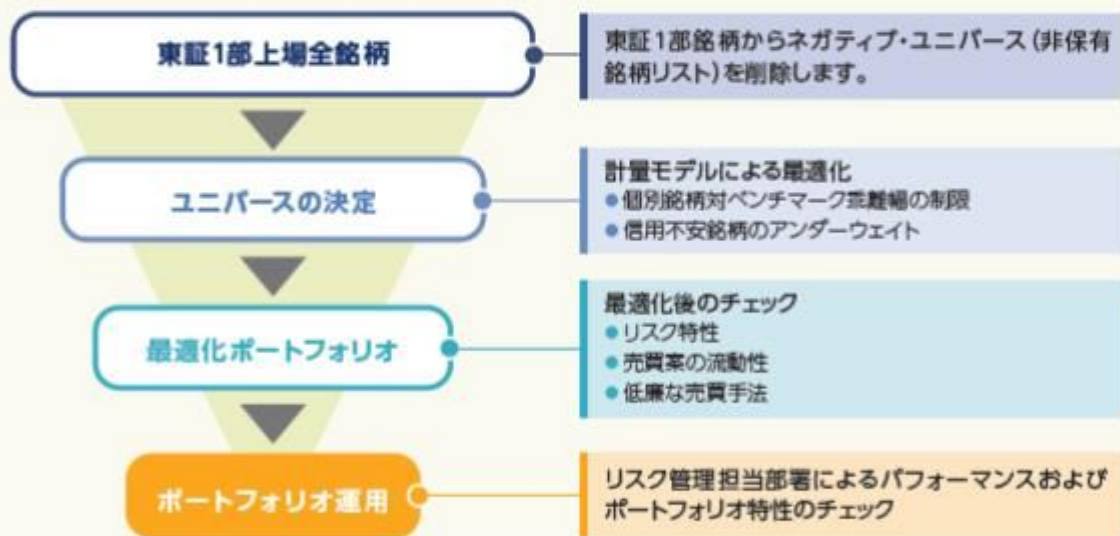 東証1部上場全銘柄
東証1部銘柄からネガティブ・ユニバース(非保有
銘柄リスト)を削除します。
ユニバースの決定
計量モデルによる最適化
●個別銘柄対ベンチマーク乖離幅の制限
●信用不安銘柄のアンダーウェイト
最適化ポートフォリオ
最適化後のチェック
●リスク特性
●売買案の流動性
●低廉な売買手法
ポートフォリオ運用
リスク管理担当部署によるパフォーマンスおよび
ポートフォリオ特性のチェック